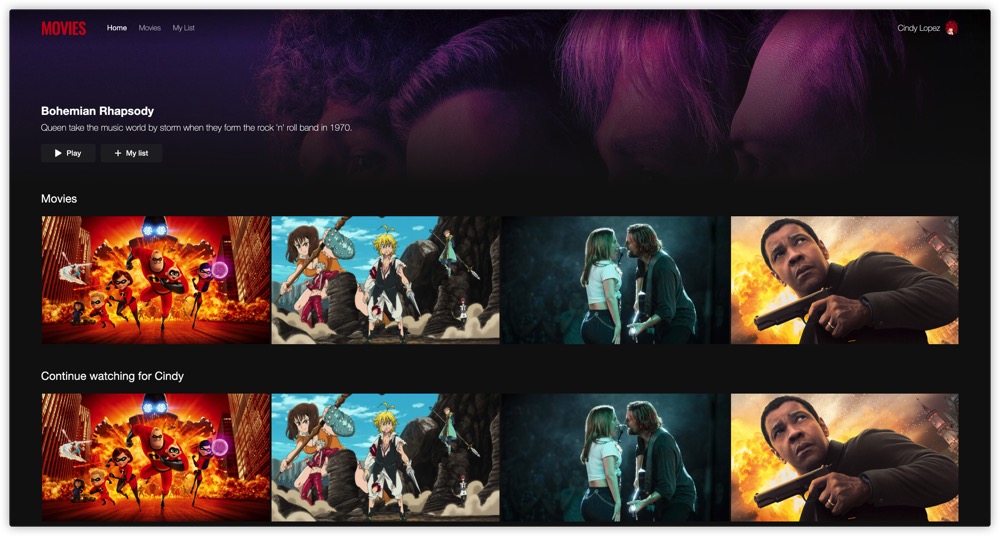 MOVIES Home Movies My List Cindy Lopez
Bohemian Rhapsody
Queen take the music world by storm when they form the rock 'n' roll band in 1970.
Play + My list
Movies
Continue watching for Cindy